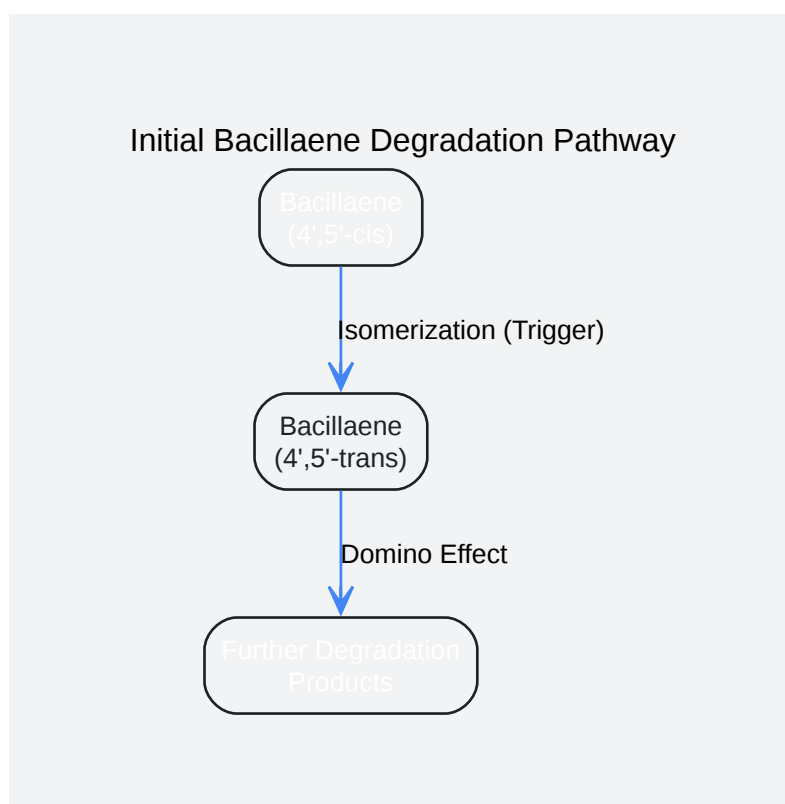 Initial Bacillaene Degradation Pathway
Bacillaene
(4',5'-cis)
Isomerization (Trigger)
Bacillaene
(4',5'-trans)
Domino Effect
Further Degradation
Products